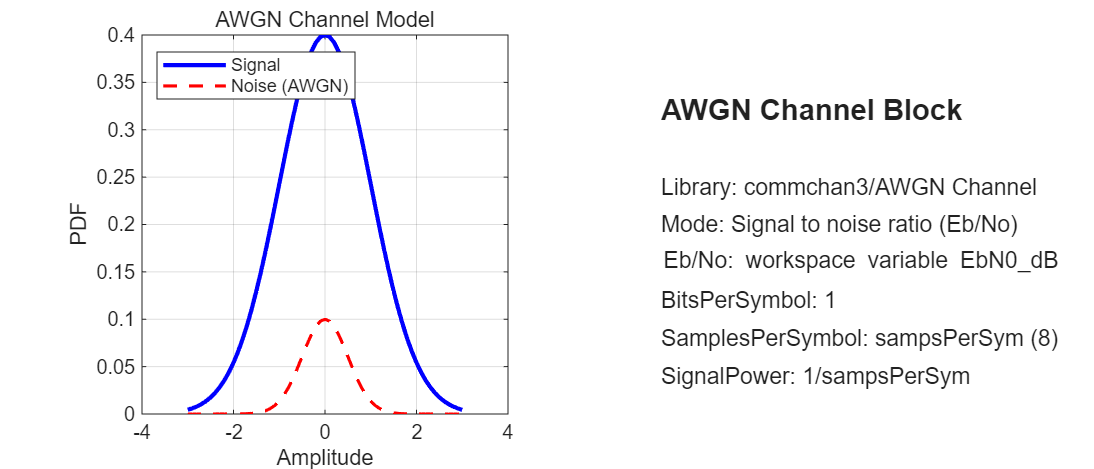 AWGN Channel Model
0.4
0.35
0.3
0.25
0.2
0.15
0.1
0.05
0
PDF
Signal
Noise (AWGN)
-4
-2
0
2
4
Amplitude
AWGN Channel Block
Library: commchan3/AWGN Channel
Mode: Signal to noise ratio (Eb/No)
Eb/No: workspace variable EbN0_dB
BitsPerSymbol: 1
SamplesPerSymbol: sampsPerSym (8)
SignalPower: 1/sampsPerSym